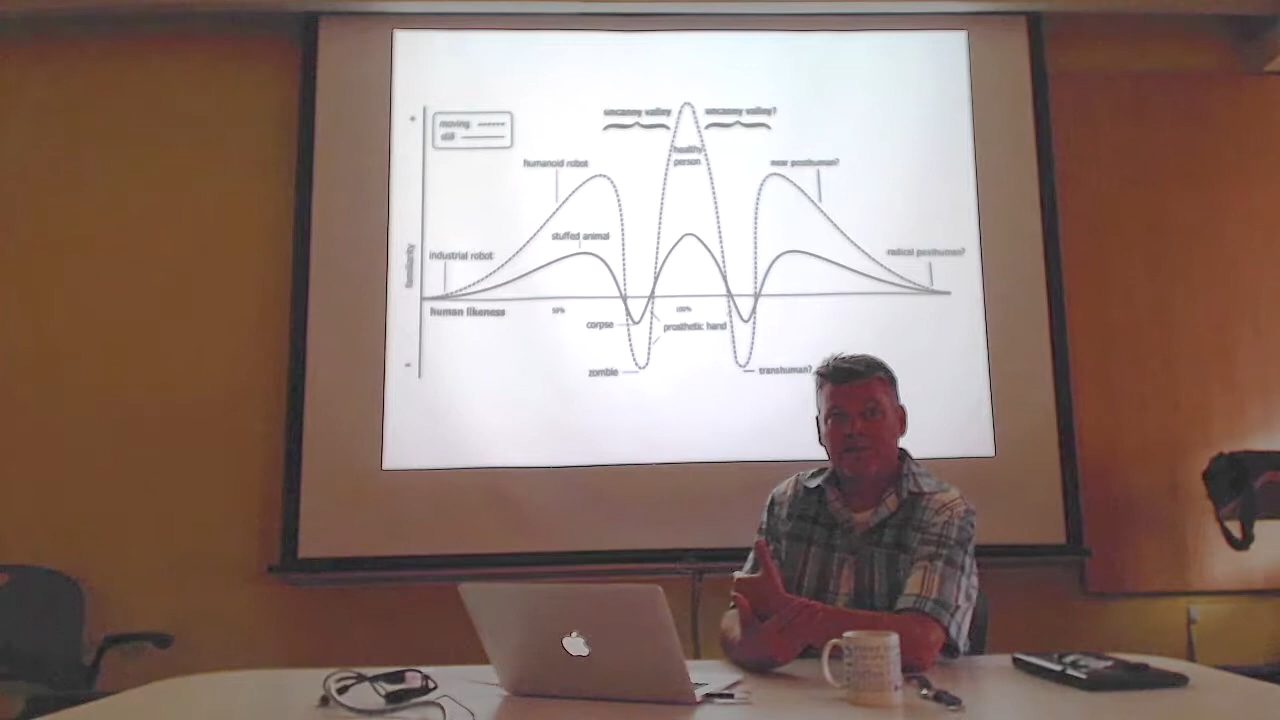 +
moving
still
uncanny valley
uncanny valley?
healthy
person
humanoid robot
near posthuman?
stuffed animal
industrial robot
radical posthuman?
familiarity
human likeness
50%
100%
corpse
prosthetic hand
zombie
transhuman?